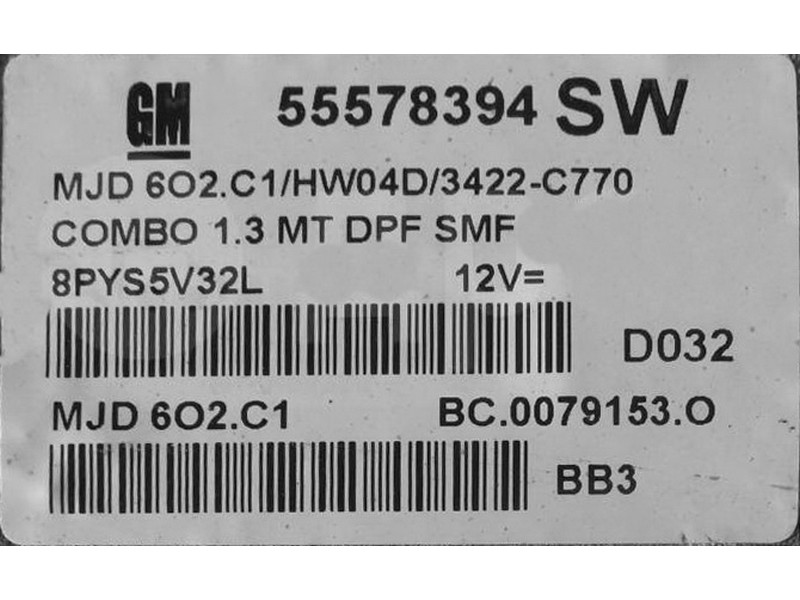 GM 55578394 SW
MJD 6O2.C1/HW04D/3422-C770
COMBO 1.3 MT DPF SMF
8PYS5V32L 12V=
D032
MJD 6O2.C1 BC.0079153.O
BB3